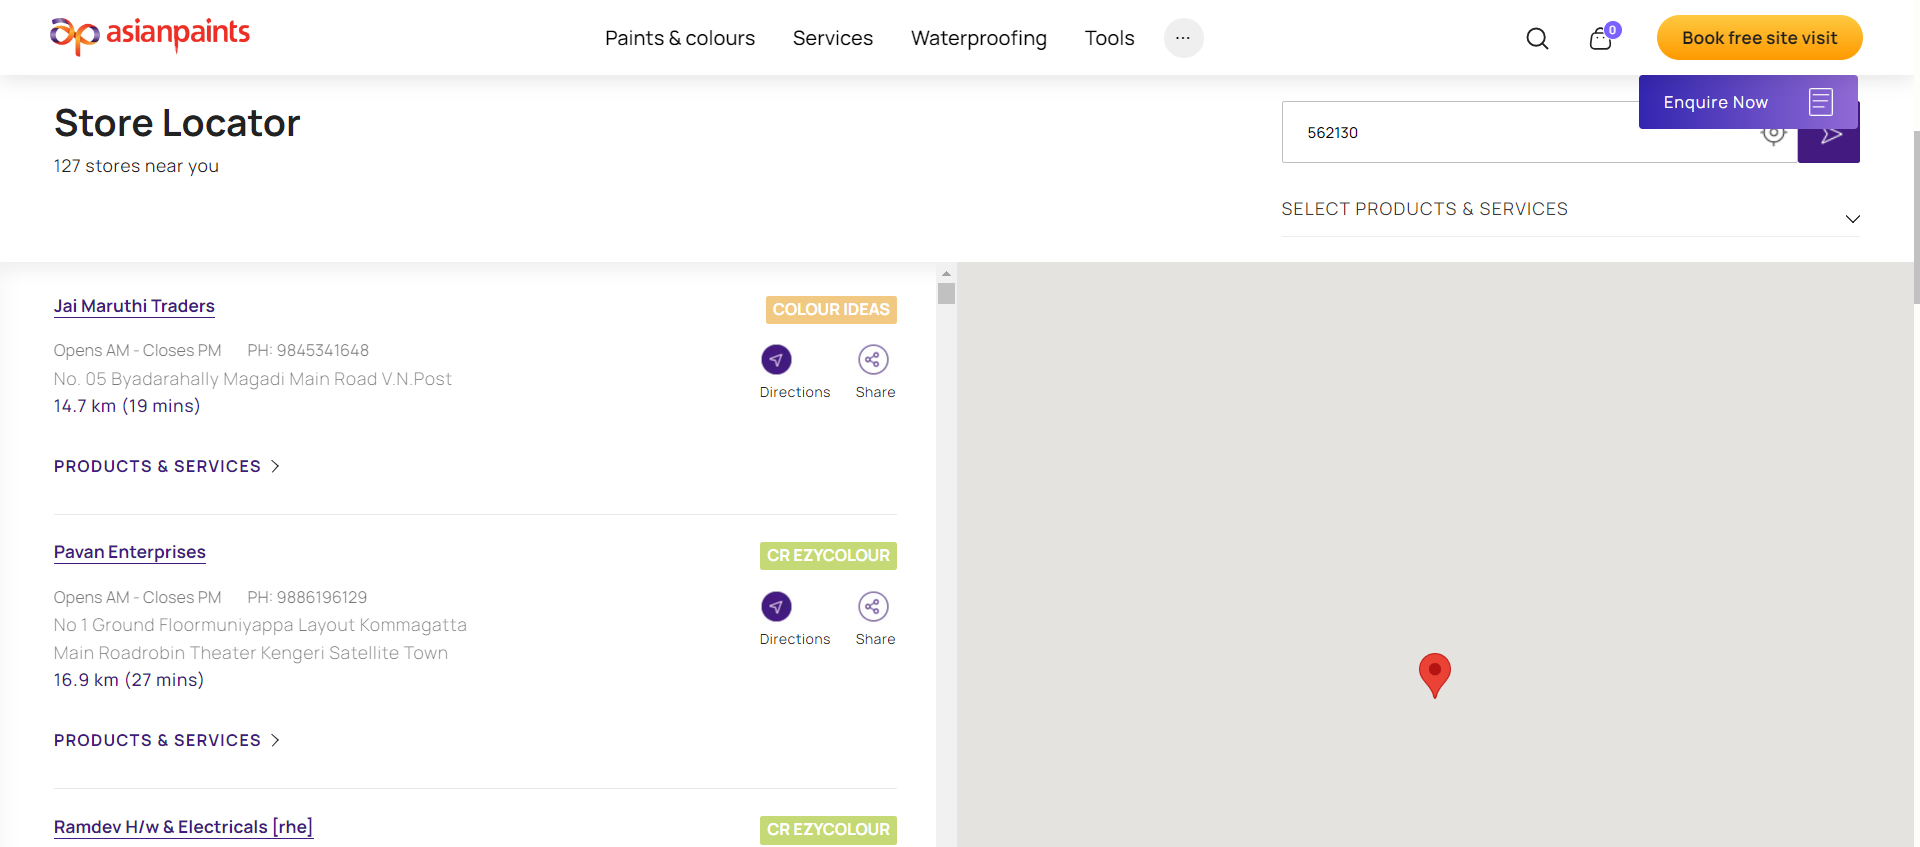 asianpaints
Paints & colours
Services
Waterproofing
Tools
0
Book free site visit
Enquire Now
Store Locator
127 stores near you
562130
SELECT PRODUCTS & SERVICES
Jai Maruthi Traders
COLOUR IDEAS
Opens AM - Closes PM PH: 9845341648
No. 05 Byadarahally Magadi Main Road V.N.Post
14.7 km (19 mins)
Directions
Share
PRODUCTS & SERVICES
Pavan Enterprises
CR EZYCOLOUR
Opens AM - Closes PM PH: 9886196129
No 1 Ground Floormuniyappa Layout Kommagatta
Main Roadrobin Theater Kengeri Satellite Town
16.9 km (27 mins)
Directions
Share
PRODUCTS & SERVICES
Ramdev H/w & Electricals [rhe]
CR EZYCOLOUR